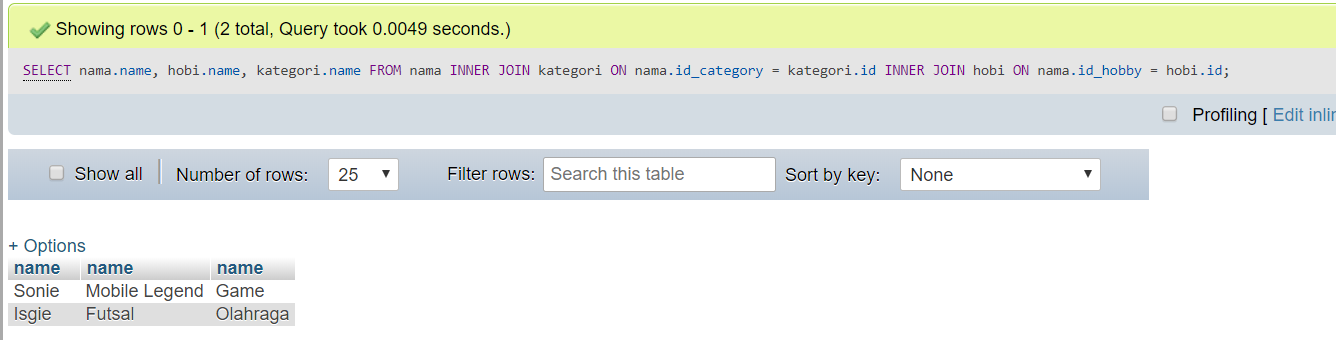 Showing rows 0 - 1 (2 total, Query took 0.0049 seconds.)
SELECT nama.name, hobi.name, kategori.name FROM nama INNER JOIN kategori ON nama.id_category = kategori.id INNER JOIN hobi ON nama.id_hobby = hobi.id;
Profiling [ Edit inlin
Show all Number of rows: 25 Filter rows: Search this table Sort by key: None
+ Options
name name name
Sonie Mobile Legend Game
Isgie Futsal Olahraga